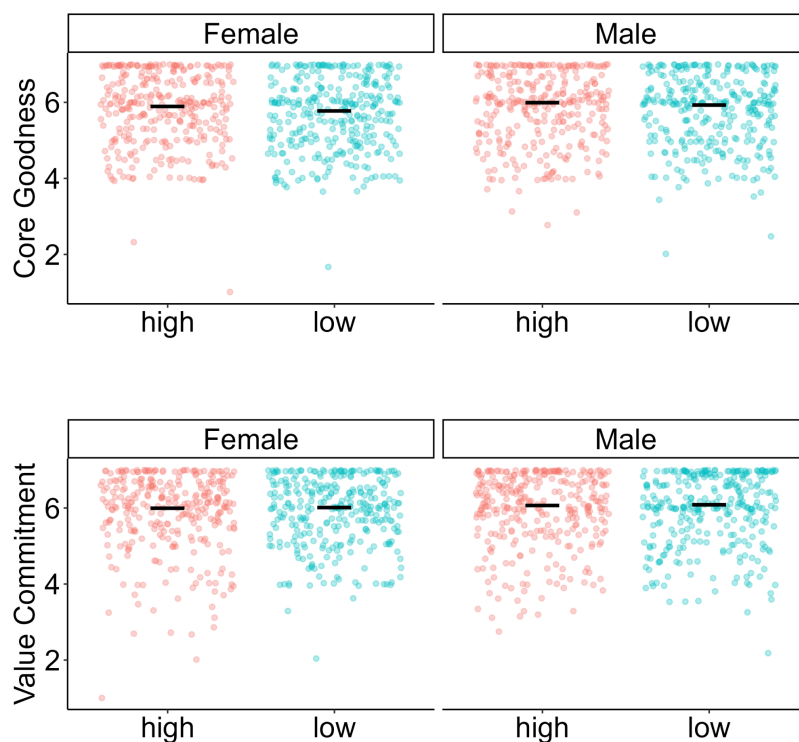 Female Male
Core Goodness
6
4
2
high low high low
Female Male
Value Commitment
6
4
2
high low high low